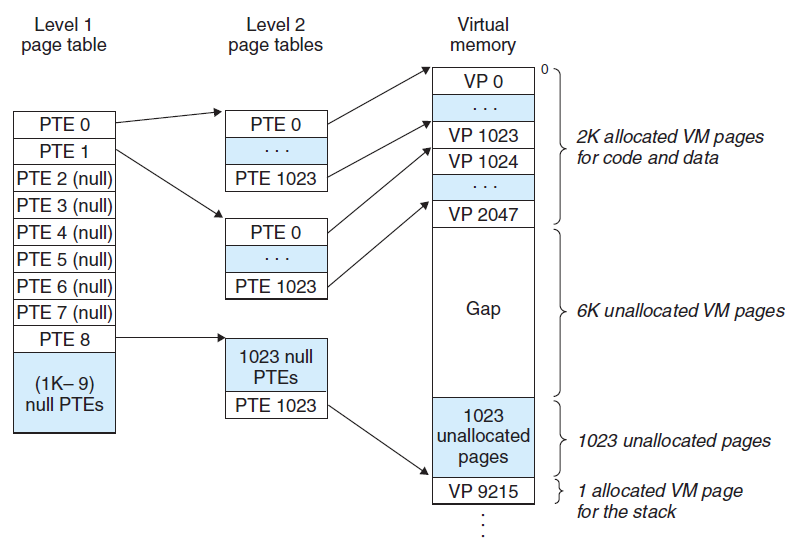 Level 1
page table
Level 2
page tables
Virtual
memory
PTE 0
PTE 1
PTE 2 (null)
PTE 3 (null)
PTE 4 (null)
PTE 5 (null)
PTE 6 (null)
PTE 7 (null)
PTE 8
(1K– 9)
null PTEs
PTE 0
. . .
PTE 1023
PTE 0
. . .
PTE 1023
1023 null
PTEs
PTE 1023
0
VP 0
. . .
VP 1023
VP 1024
. . .
VP 2047
Gap
1023
unallocated
pages
VP 9215
. . .
2K allocated VM pages
for code and data
6K unallocated VM pages
1023 unallocated pages
1 allocated VM page
for the stack